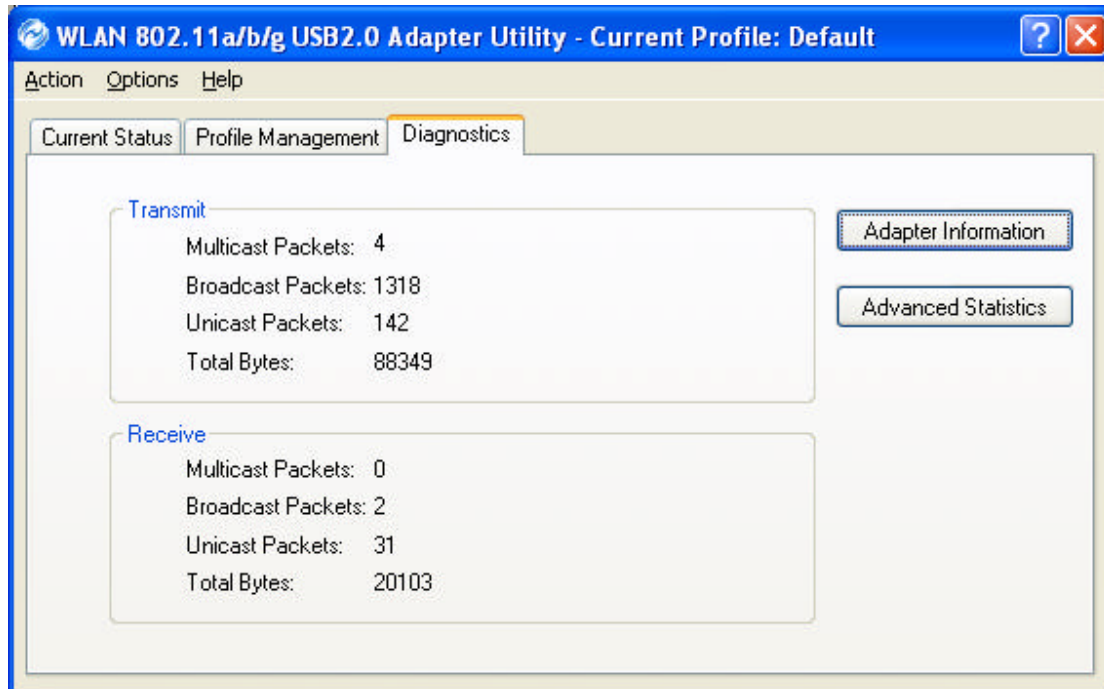 WLAN 802.11a/b/g USB2.0 Adapter Utility - Current Profile: Default
Action Options Help
Current Status Profile Management Diagnostics
Transmit
Multicast Packets: 4
Broadcast Packets: 1318
Unicast Packets: 142
Total Bytes: 88349
Adapter Information
Advanced Statistics
Receive
Multicast Packets: 0
Broadcast Packets: 2
Unicast Packets: 31
Total Bytes: 20103